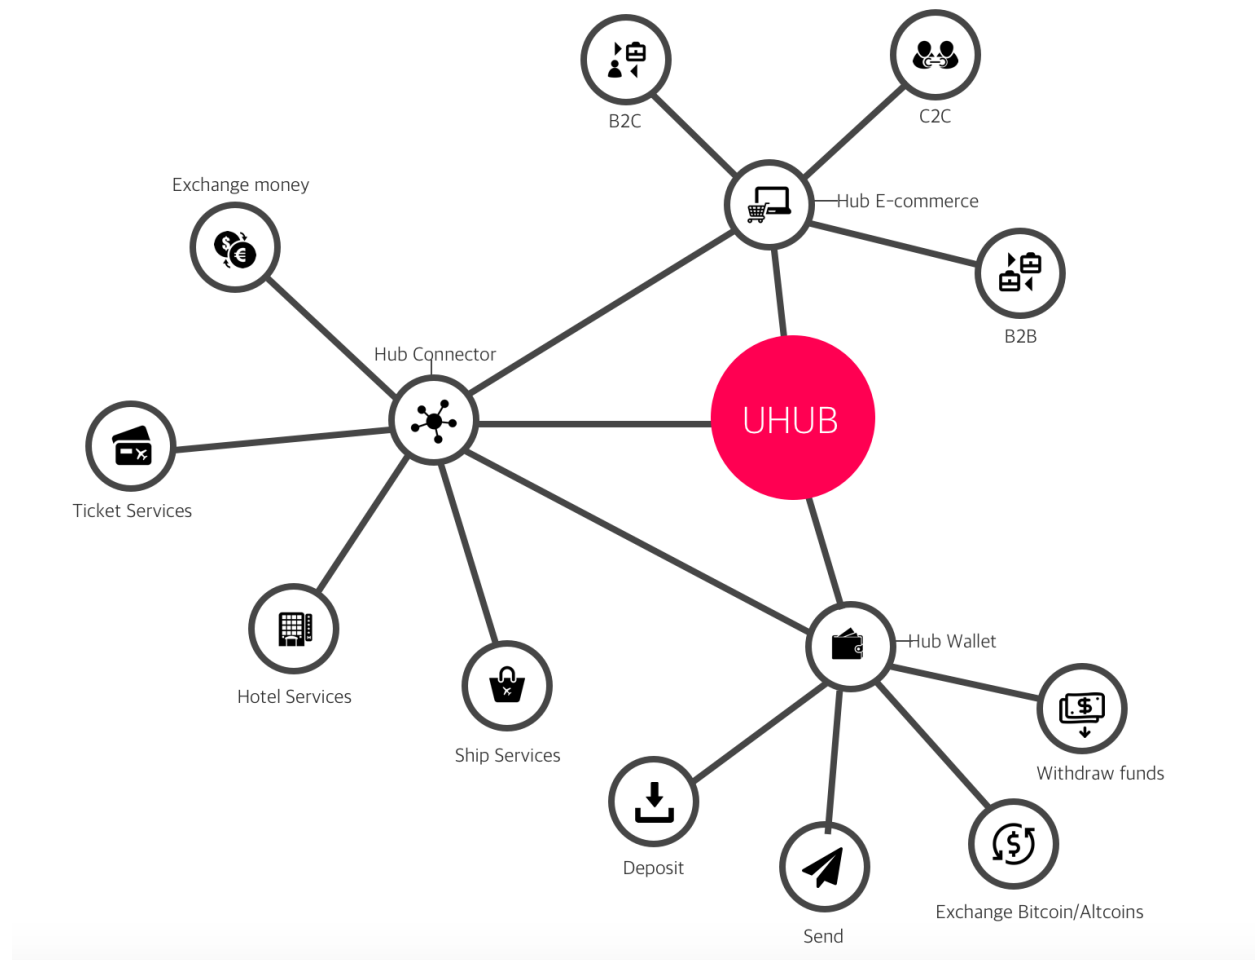 B2C
C2C
Exchange money
Hub E-commerce
B2B
Hub Connector
UHUB
Ticket Services
Hotel Services
Hub Wallet
Ship Services
Withdraw funds
Deposit
Exchange Bitcoin/Altcoins
Send